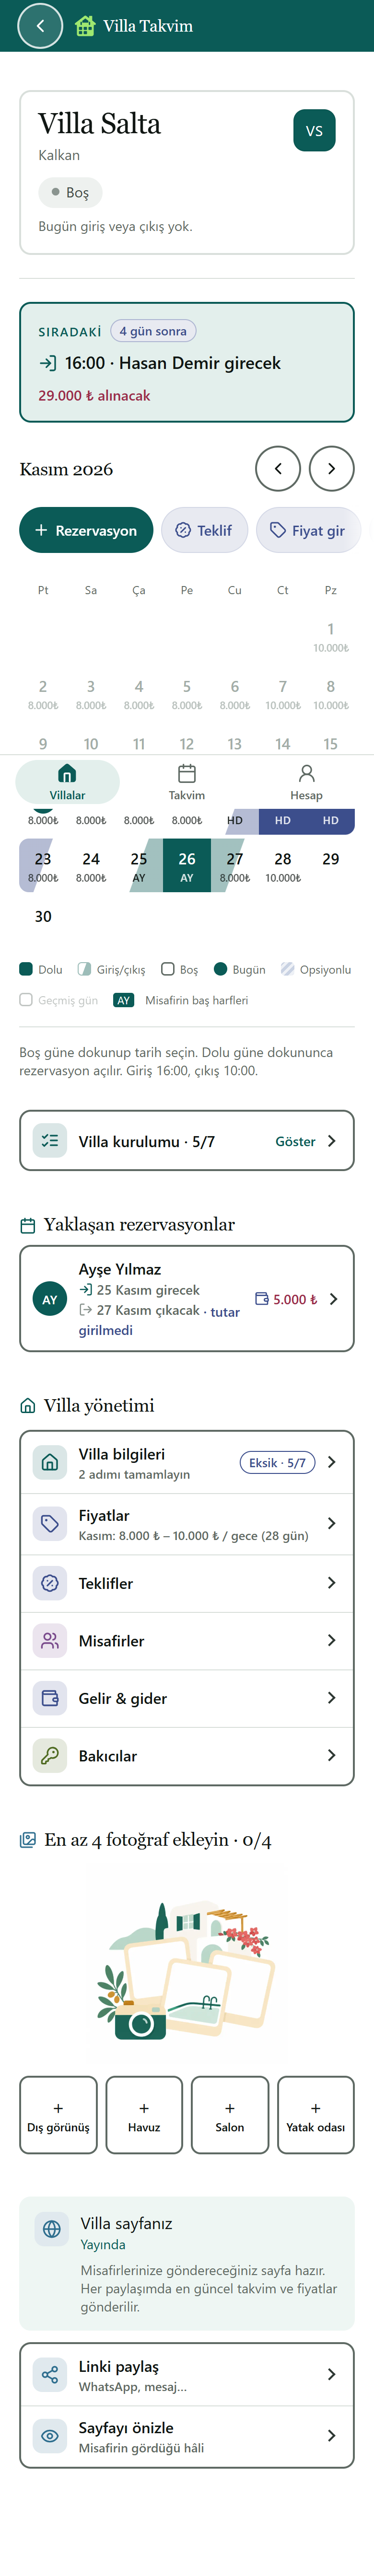 Villa Takvim
Villa Salta
VS
Kalkan
Boş
Bugün giriş veya çıkış yok.
SIRADAKİ 4 gün sonra
16:00 · Hasan Demir girecek
29.000 ₺ alınacak
Kasım 2026
+ Rezervasyon Teklif Fiyat gir
Pt Sa Ça Pe Cu Ct Pz
1
10.000₺
2 3 4 5 6 7 8
8.000₺ 8.000₺ 8.000₺ 8.000₺ 8.000₺ 10.000₺ 10.000₺
9 10 11 12 13 14 15
Villalar Takvim Hesap
8.000₺ 8.000₺ 8.000₺ 8.000₺ HD HD HD
23 24 25 26 27 28 29
8.000₺ 8.000₺ AY AY 8.000₺ 10.000₺
30
Dolu Giriş/çıkış Boş Bugün Opsiyonlu
Geçmiş gün AY Misafirin baş harfleri
Boş güne dokunup tarih seçin. Dolu güne dokununca
rezervasyon açılır. Giriş 16:00, çıkış 10:00.
Villa kurulumu · 5/7 Göster
Yaklaşan rezervasyonlar
AY
Ayşe Yılmaz
25 Kasım girecek
27 Kasım çıkacak · tutar
girilmedi
5.000 ₺
Villa yönetimi
Villa bilgileri
2 adımı tamamlayın
Eksik · 5/7
Fiyatlar
Kasım: 8.000 ₺ – 10.000 ₺ / gece (28 gün)
Teklifler
Misafirler
Gelir & gider
Bakıcılar
En az 4 fotoğraf ekleyin · 0/4
+ + + +
Dış görünüş Havuz Salon Yatak odası
Villa sayfanız
Yayında
Misafirlerinize göndereceğiniz sayfa hazır.
Her paylaşımda en güncel takvim ve fiyatlar
gönderilir.
Linki paylaş
WhatsApp, mesaj...
Sayfayı önizle
Misafirin gördüğü hâli